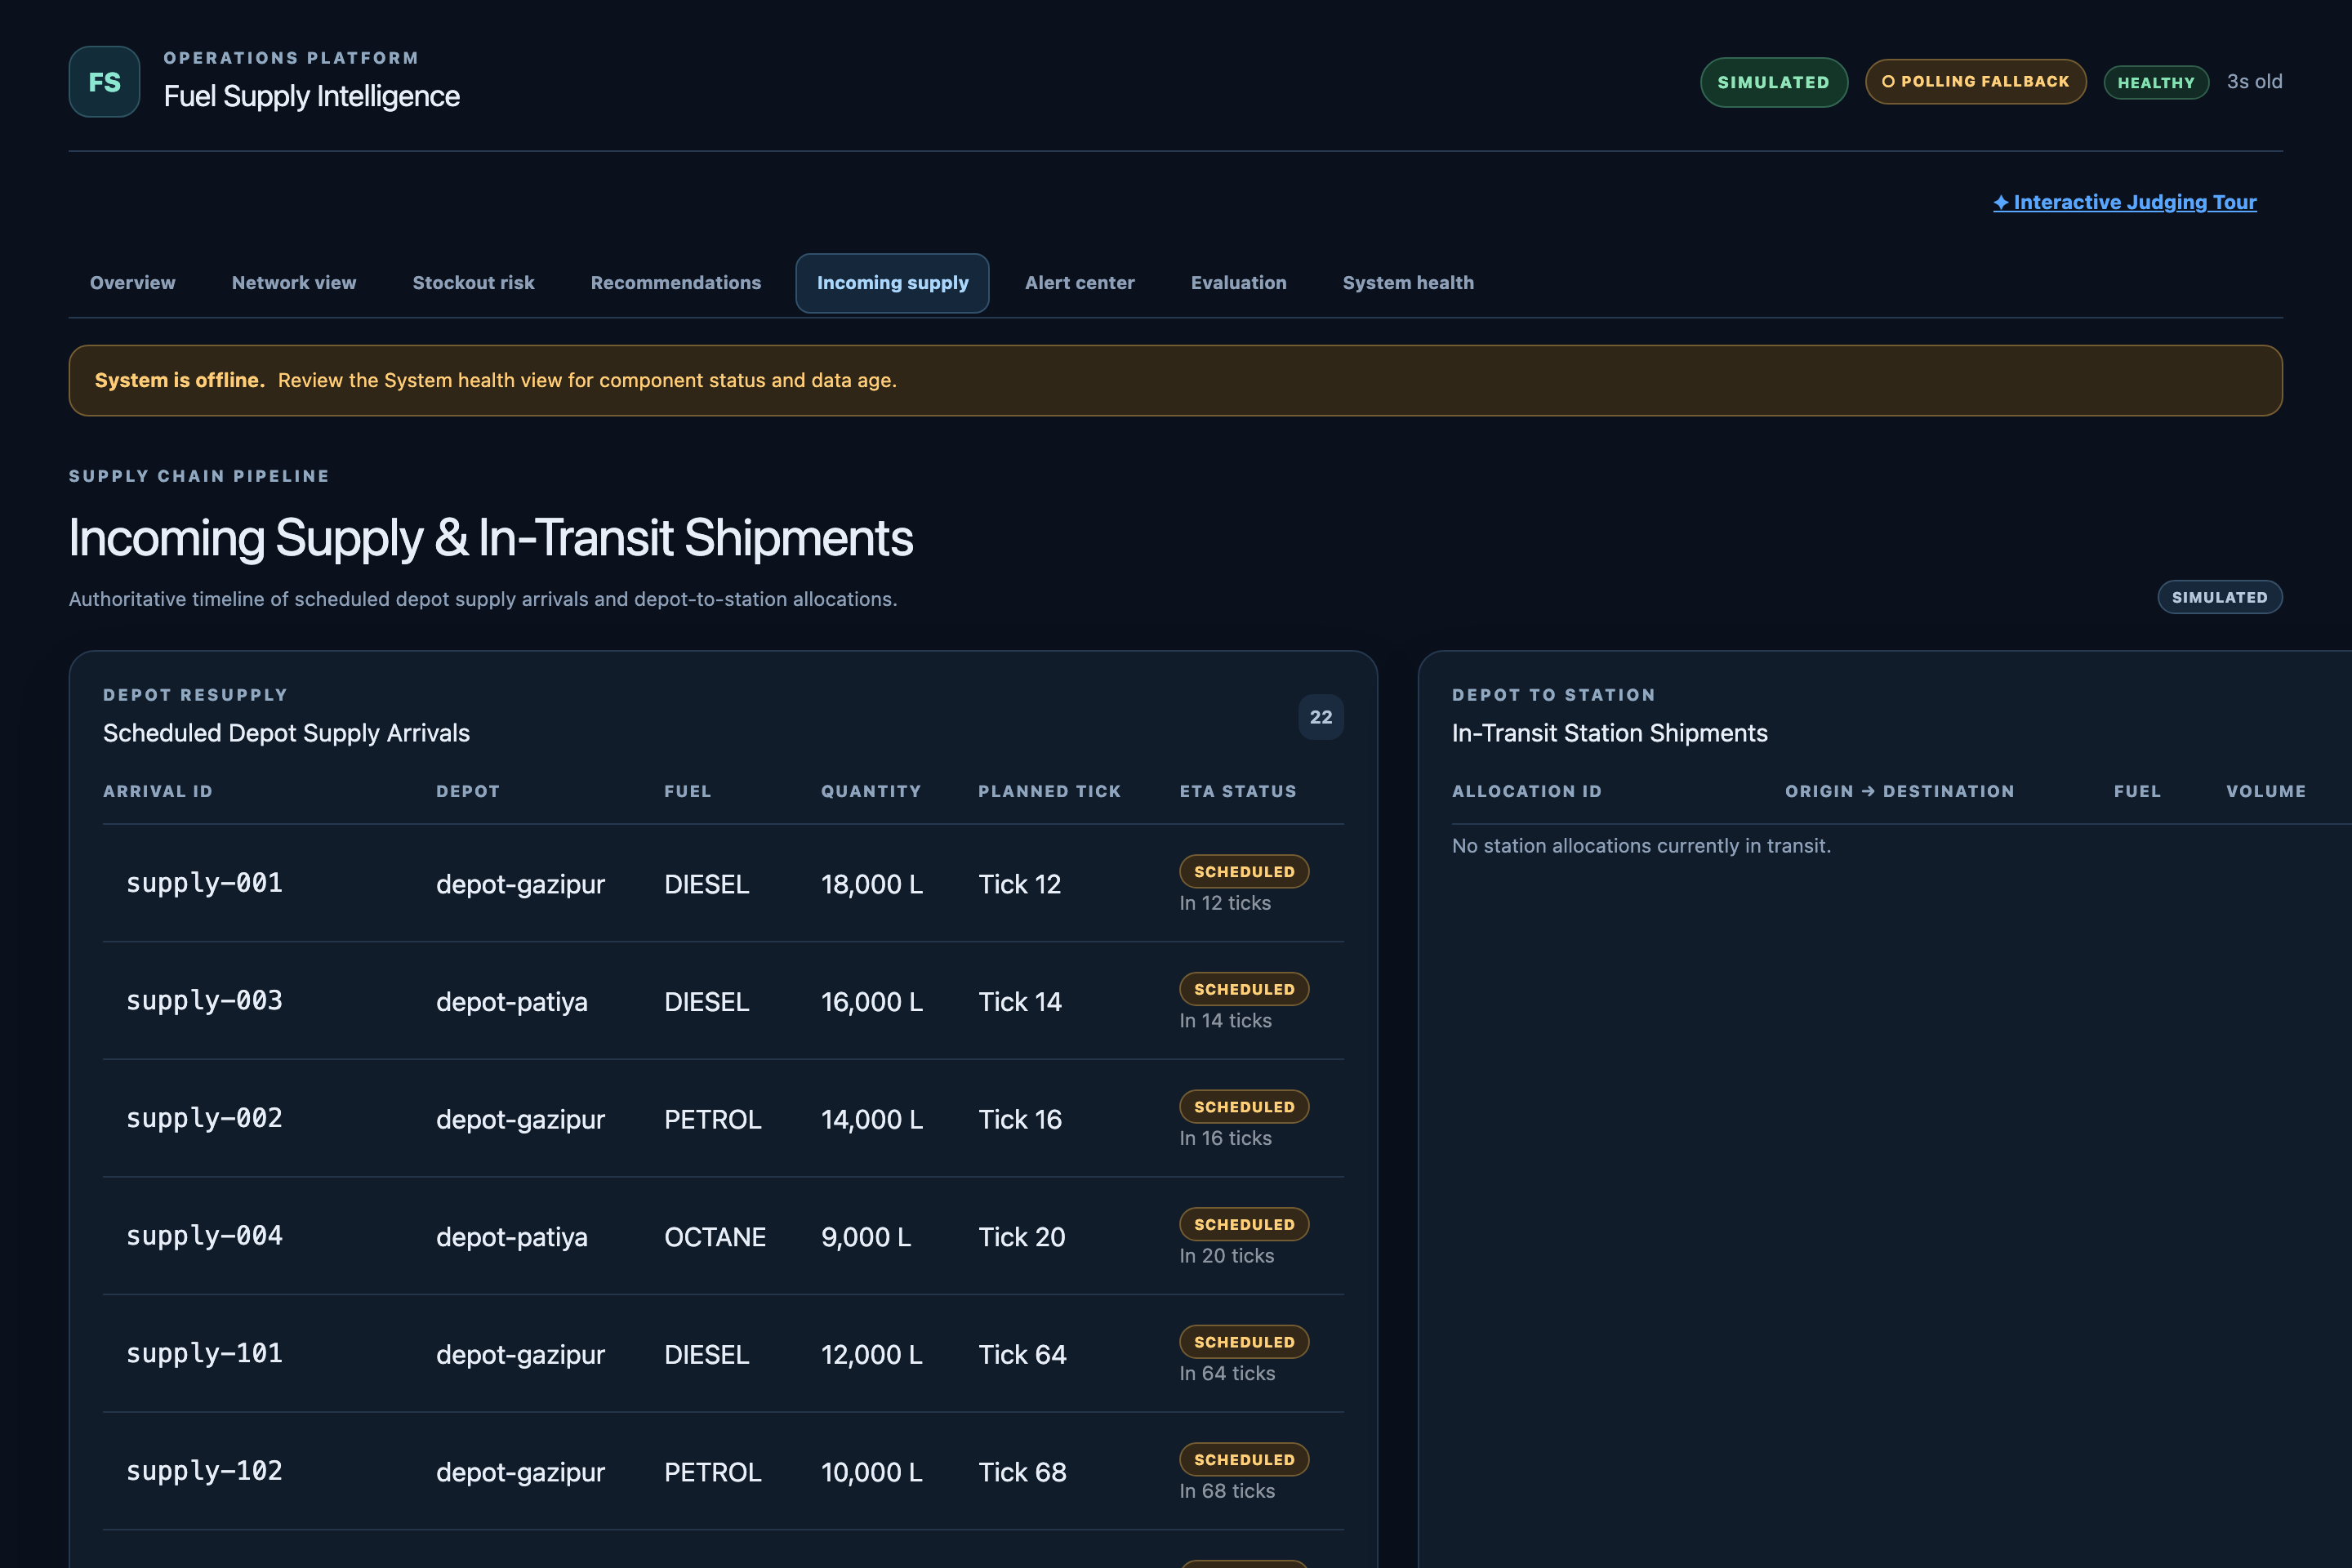 FS
OPERATIONS PLATFORM
Fuel Supply Intelligence
SIMULATED
POLLING FALLBACK
HEALTHY
3s old
✦ Interactive Judging Tour
Overview
Network view
Stockout risk
Recommendations
Incoming supply
Alert center
Evaluation
System health
System is offline. Review the System health view for component status and data age.
SUPPLY CHAIN PIPELINE
Incoming Supply & In-Transit Shipments
Authoritative timeline of scheduled depot supply arrivals and depot-to-station allocations.
SIMULATED
DEPOT RESUPPLY
Scheduled Depot Supply Arrivals
22
ARRIVAL ID DEPOT FUEL QUANTITY PLANNED TICK ETA STATUS
supply-001 depot-gazipur DIESEL 18,000 L Tick 12 SCHEDULED
In 12 ticks
supply-003 depot-patiya DIESEL 16,000 L Tick 14 SCHEDULED
In 14 ticks
supply-002 depot-gazipur PETROL 14,000 L Tick 16 SCHEDULED
In 16 ticks
supply-004 depot-patiya OCTANE 9,000 L Tick 20 SCHEDULED
In 20 ticks
supply-101 depot-gazipur DIESEL 12,000 L Tick 64 SCHEDULED
In 64 ticks
supply-102 depot-gazipur PETROL 10,000 L Tick 68 SCHEDULED
In 68 ticks
DEPOT TO STATION
In-Transit Station Shipments
ALLOCATION ID ORIGIN → DESTINATION FUEL VOLUME
No station allocations currently in transit.